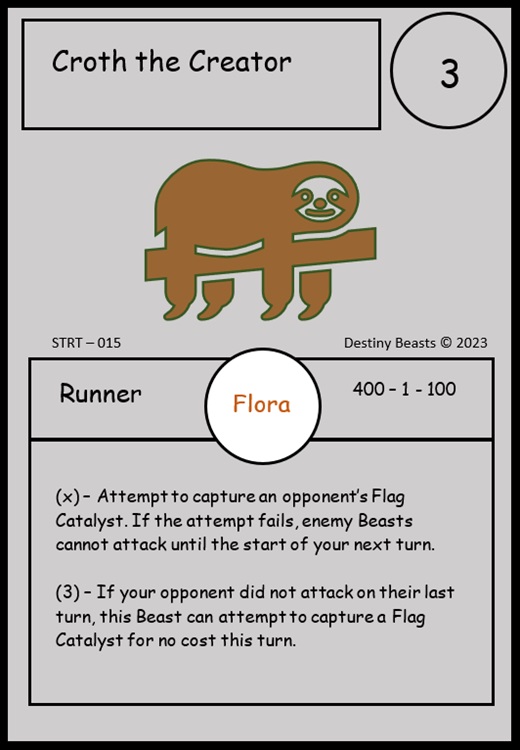 Croth the Creator
3
STRT – 015
Destiny Beasts © 2023
Runner
Flora
400 – 1 - 100
(x) – Attempt to capture an opponent's Flag
Catalyst. If the attempt fails, enemy Beasts
cannot attack until the start of your next turn.
(3) – If your opponent did not attack on their last
turn, this Beast can attempt to capture a Flag
Catalyst for no cost this turn.